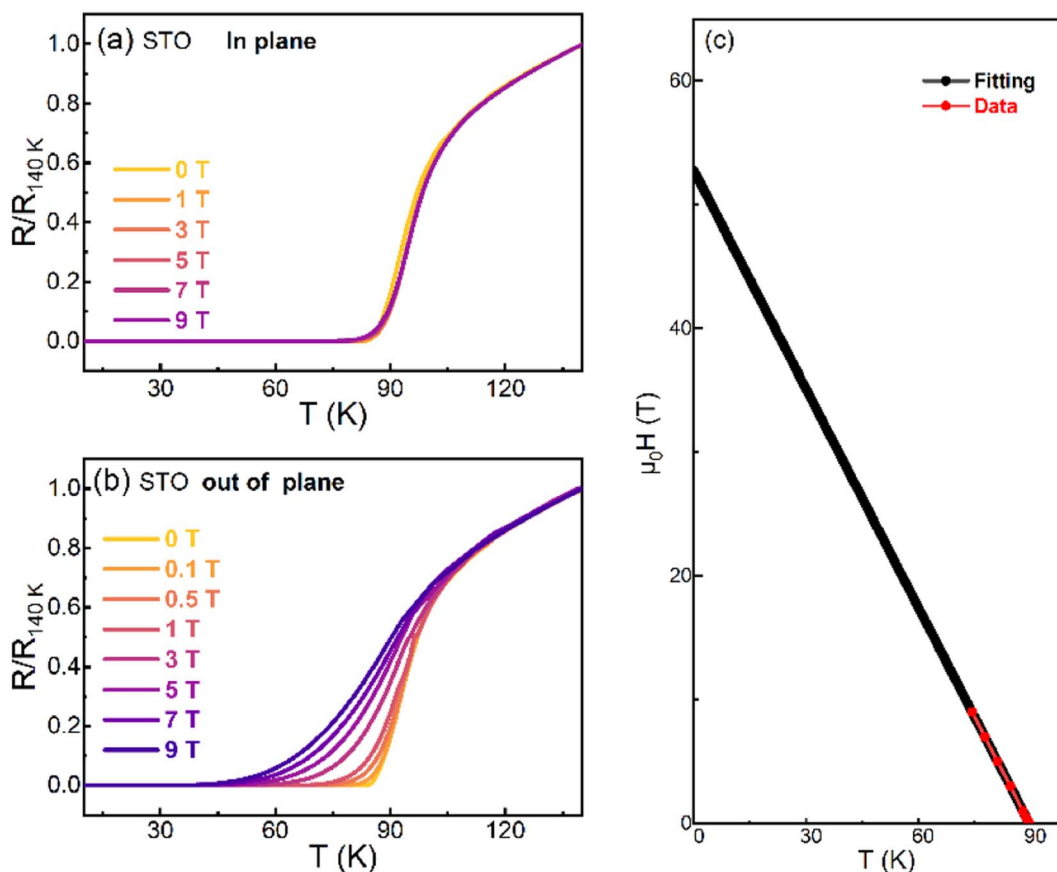 (a) STO In plane
1.0
0.8
0.6
0.4
0.2
0.0
R/R140 K
0 T
1 T
3 T
5 T
7 T
9 T
30 60 90 120
T (K)
(b) STO out of plane
1.0
0.8
0.6
0.4
0.2
0.0
R/R140 K
0 T
0.1 T
0.5 T
1 T
3 T
5 T
7 T
9 T
30 60 90 120
T (K)
(c)
Fitting
Data
60
40
20
0
μ0H (T)
0 30 60 90
T (K)